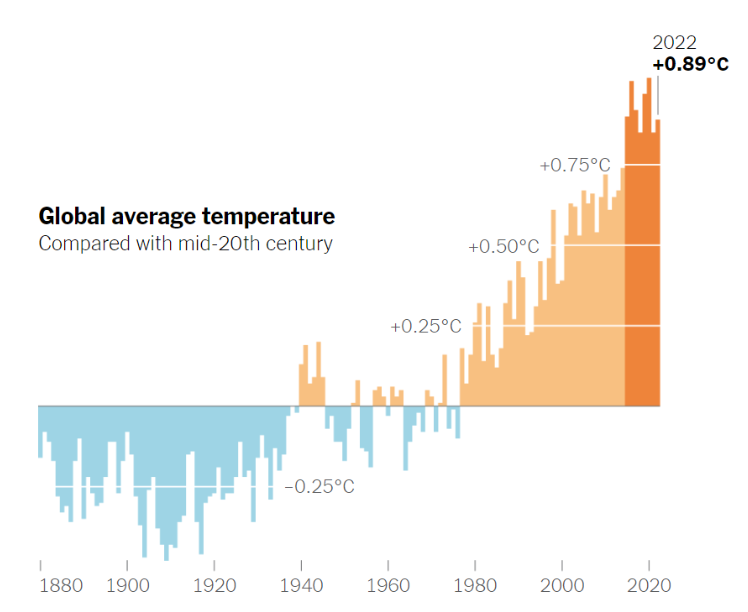 2022
+0.89°C
+0.75°C
Global average temperature
Compared with mid-20th century
+0.50°C
+0.25°C
−0.25°C
1880 1900 1920 1940 1960 1980 2000 2020